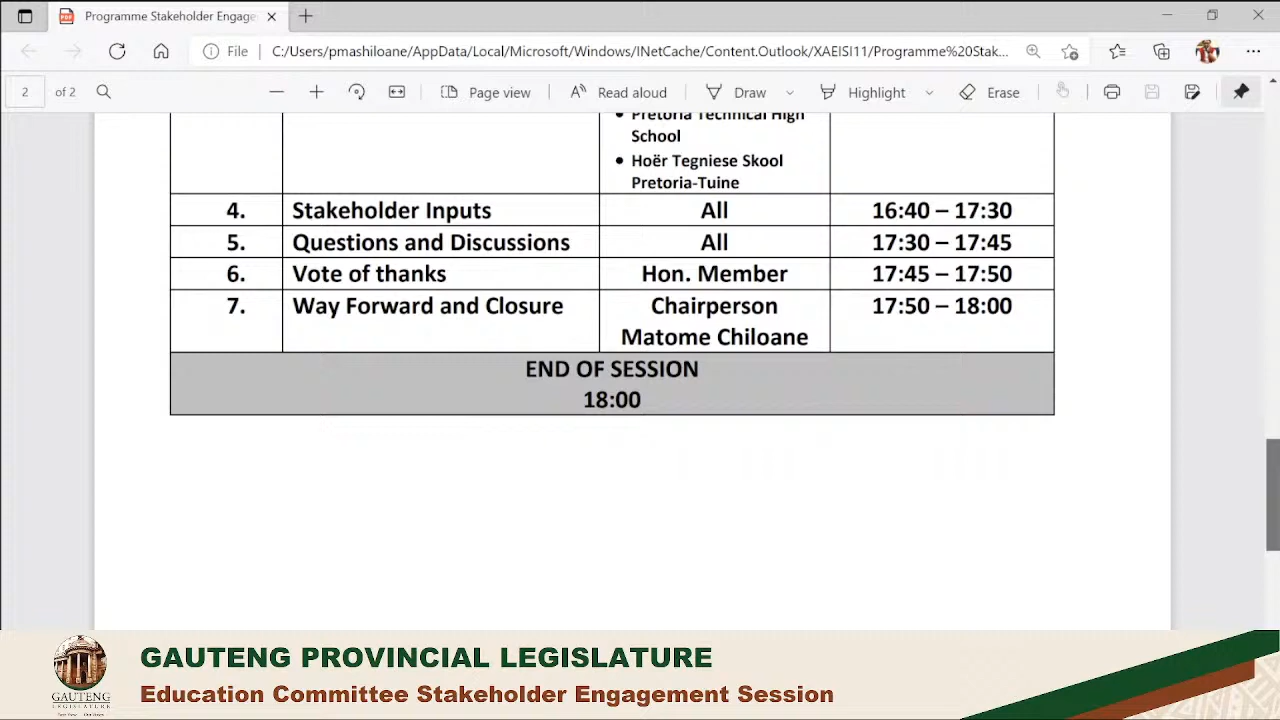 Programme Stakeholder Engage
File
C:/Users/pmashiloane/AppData/Local/Microsoft/Windows/INetCache/Content.Outlook/XAEISI11/Programme%20Stak...
2 of 2
Page view
Read aloud
Draw
Highlight
Erase
• Pretoria Technical High
School
• Hoër Tegniese Skool
Pretoria-Tuine
4. Stakeholder Inputs All 16:40 – 17:30
5. Questions and Discussions All 17:30 – 17:45
6. Vote of thanks Hon. Member 17:45 – 17:50
7. Way Forward and Closure Chairperson 17:50 – 18:00
Matome Chiloane
END OF SESSION
18:00
GAUTENG PROVINCIAL LEGISLATURE
Education Committee Stakeholder Engagement Session
GAUTENG
LEGISLATURE